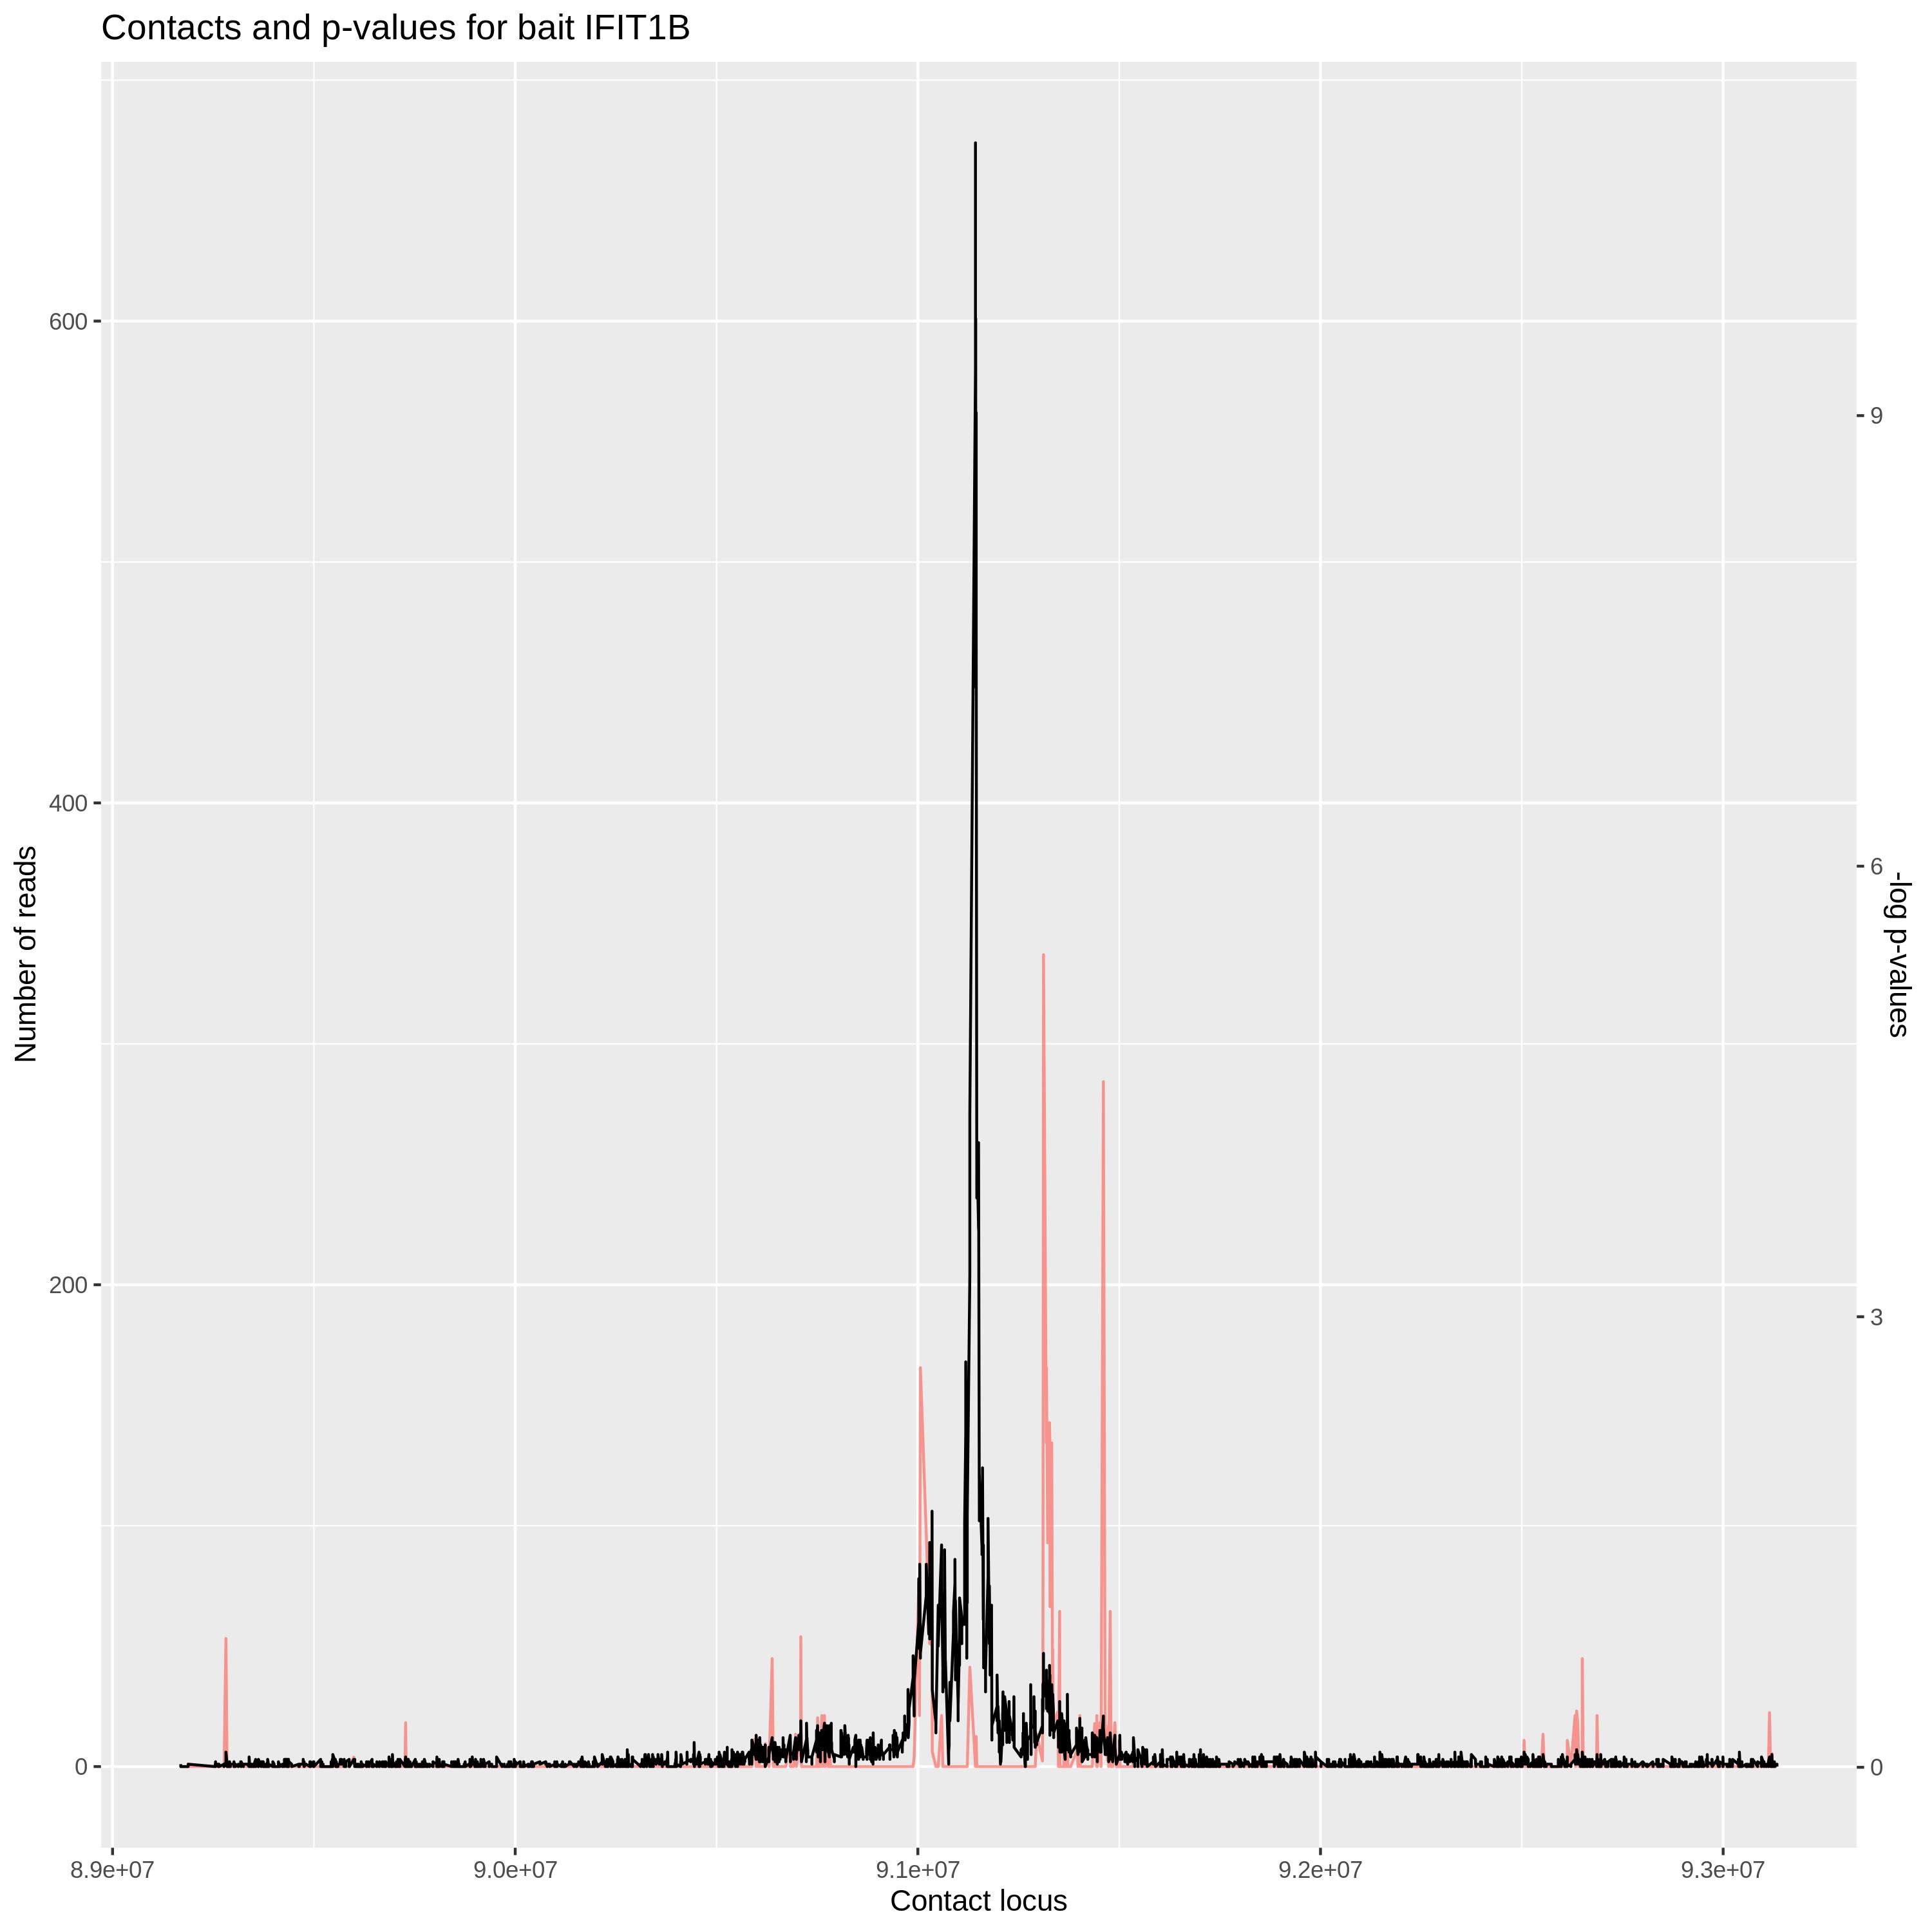 Contacts and p-values for bait IFIT1B
600
400
200
0
Number of reads
9
6
3
0
-log p-values
8.9e+07 9.0e+07 9.1e+07 9.2e+07 9.3e+07
Contact locus